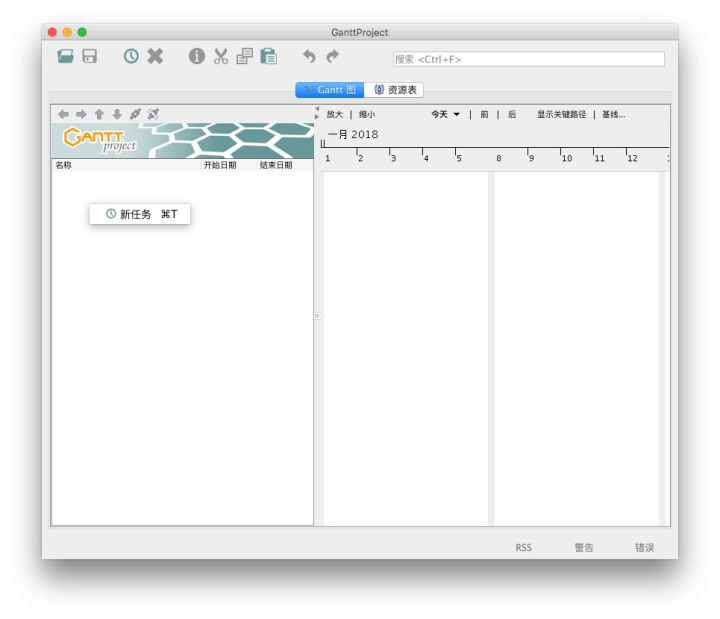 GanttProject
搜索 <Ctrl+F>
Gantt 图 资源表
放大 | 缩小 今天 | 前 | 后 显示关键路径 | 基线...
GANTT project
一月 2018
名称 开始日期 结束日期
1 2 3 4 5 8 9 10 11 12
新任务 ⌘T
RSS 警告 错误